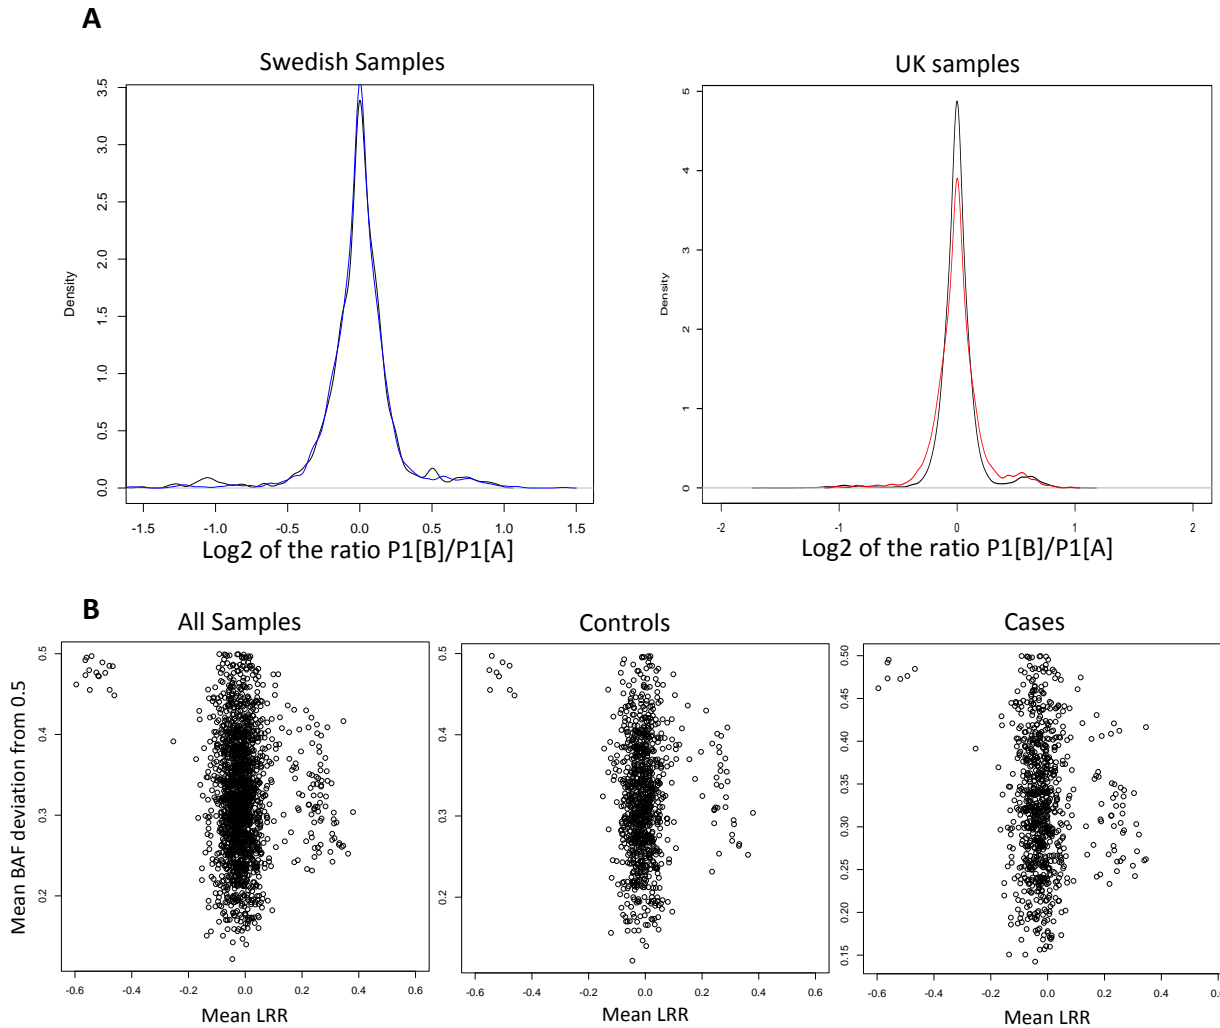 A
Swedish Samples
UK samples
3.5
3.0
2.5
2.0
1.5
1.0
0.5
0.0
Density
-1.5 -1.0 -0.5 0.0 0.5 1.0 1.5
Log2 of the ratio P1[B]/P1[A]
5
4
3
2
1
0
Density
-2 -1 0 1 2
Log2 of the ratio P1[B]/P1[A]
B
All Samples
Controls
Cases
Mean BAF deviation from 0.5
0.5
0.4
0.3
0.2
-0.6 -0.4 -0.2 0.0 0.2 0.4 0.6
Mean LRR
0.5
0.4
0.3
0.2
-0.6 -0.4 -0.2 0.0 0.2 0.4 0.6
Mean LRR
0.50
0.45
0.40
0.35
0.30
0.25
0.20
0.15
-0.6 -0.4 -0.2 0.0 0.2 0.4
Mean LRR